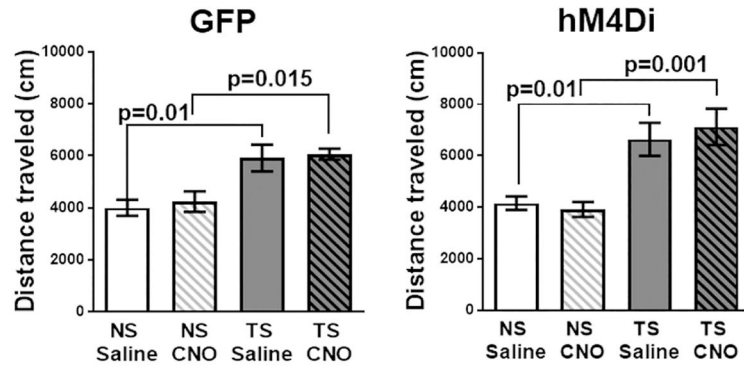 GFP
Distance traveled (cm)
10000
8000
6000
4000
2000
0
p=0.01
p=0.015
NS
Saline
NS
CNO
TS
Saline
TS
CNO
hM4Di
Distance traveled (cm)
10000
8000
6000
4000
2000
0
p=0.01
p=0.001
NS
Saline
NS
CNO
TS
Saline
TS
CNO